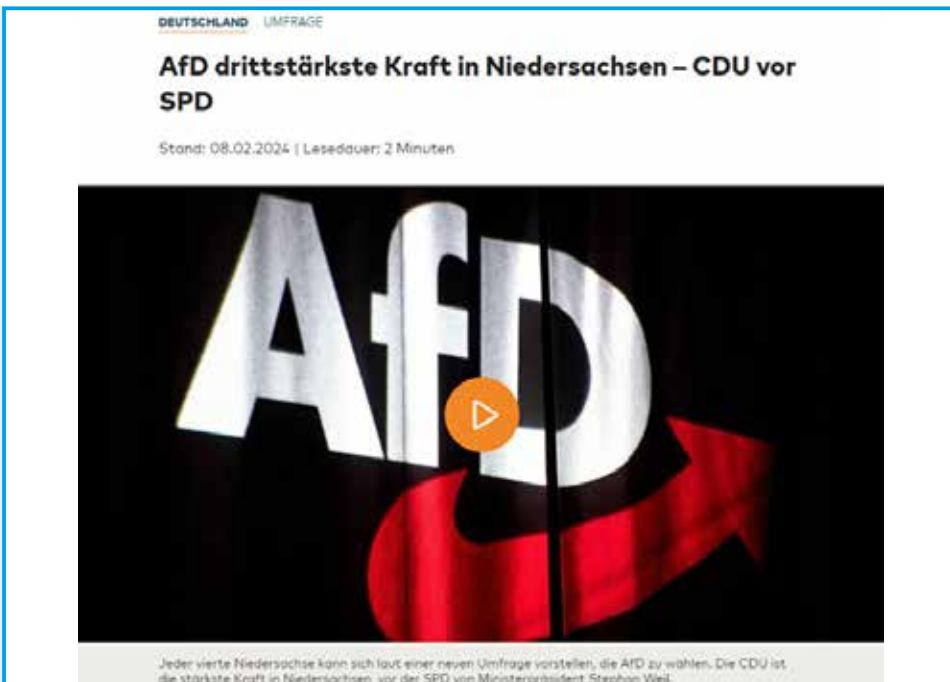 DEUTSCHLAND UMFRAGE
AfD drittstärkste Kraft in Niedersachsen – CDU vor
SPD
Stand: 08.02.2024 | Lesedauer: 2 Minuten
AfD
Jeder vierte Niedersachse kann sich laut einer neuen Umfrage vorstellen, die AfD zu wählen. Die CDU ist
die stärkste Kraft in Niedersachsen, vor der SPD von Ministerpräsident Stephan Weil.